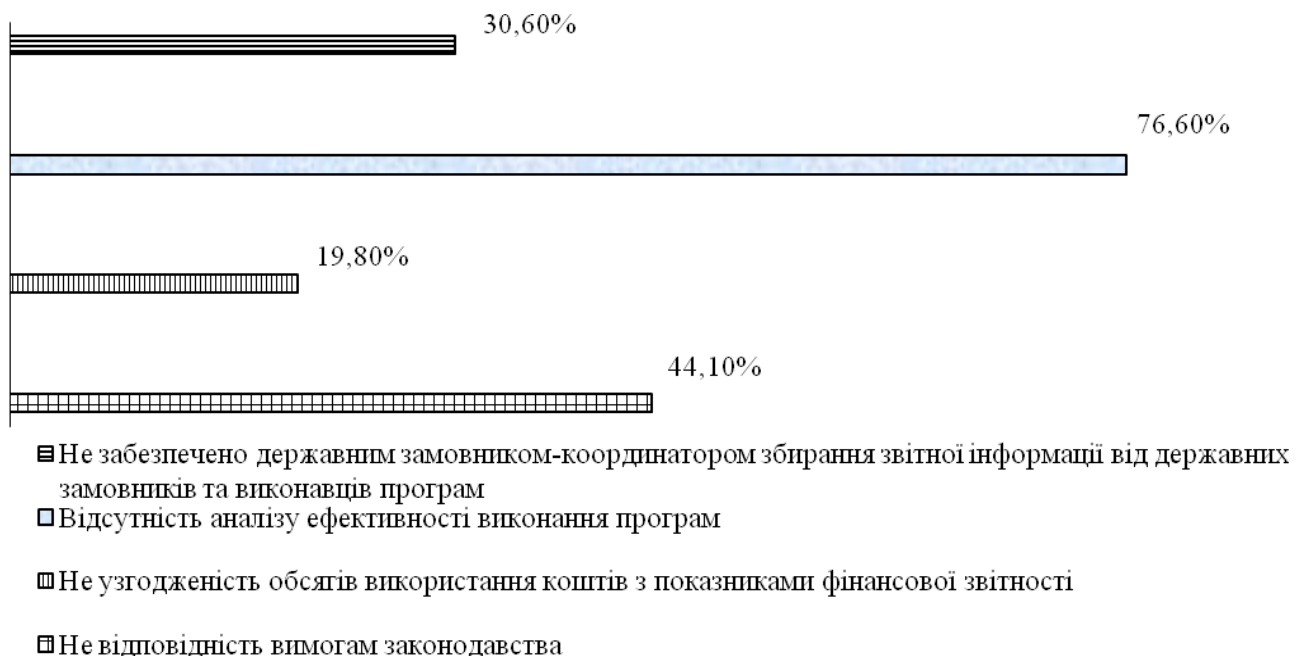 30,60%
76,60%
19,80%
44,10%
Не забезпечено державним замовником-координатором збирання звітної інформації від державних
замовників та виконавців програм
Відсутність аналізу ефективності виконання програм
Не узгодженість обсягів використання коштів з показниками фінансової звітності
Не відповідність вимогам законодавства